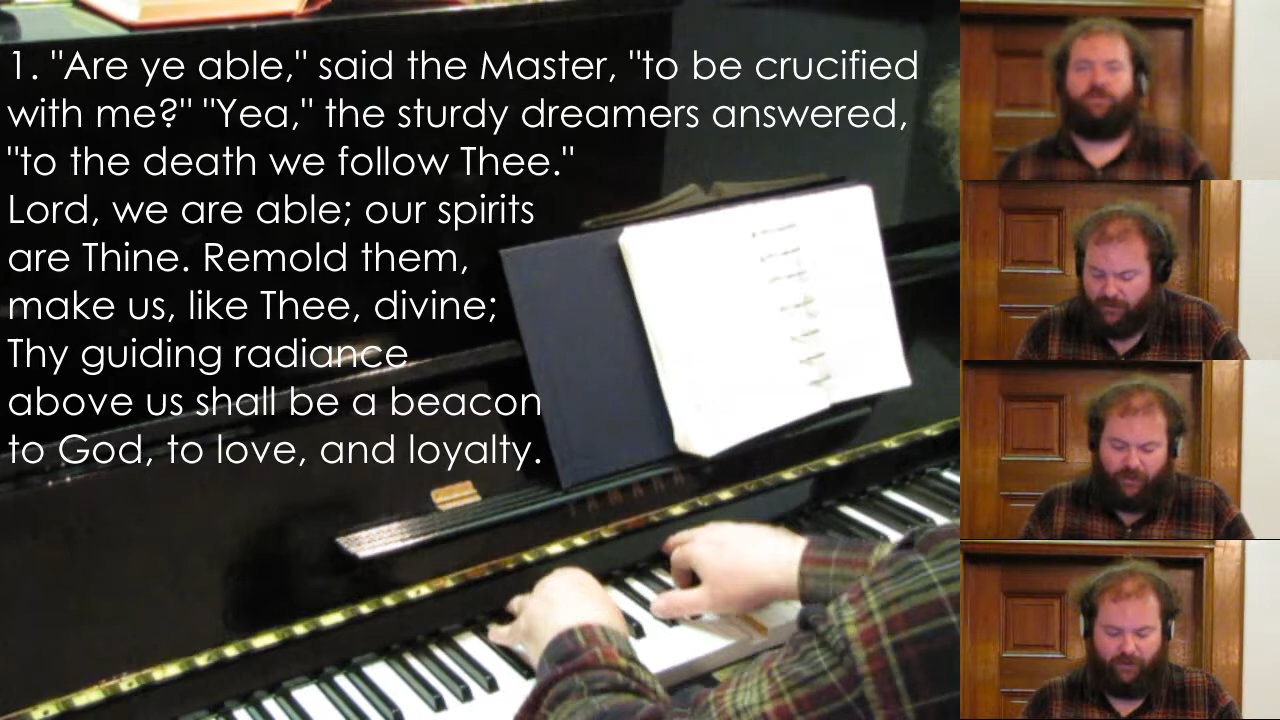 1. "Are ye able," said the Master, "to be crucified
with me?" "Yea," the sturdy dreamers answered,
"to the death we follow Thee."
Lord, we are able; our spirits
are Thine. Remold them,
make us, like Thee, divine;
Thy guiding radiance
above us shall be a beacon
to God, to love, and loyalty.
YAMAHA